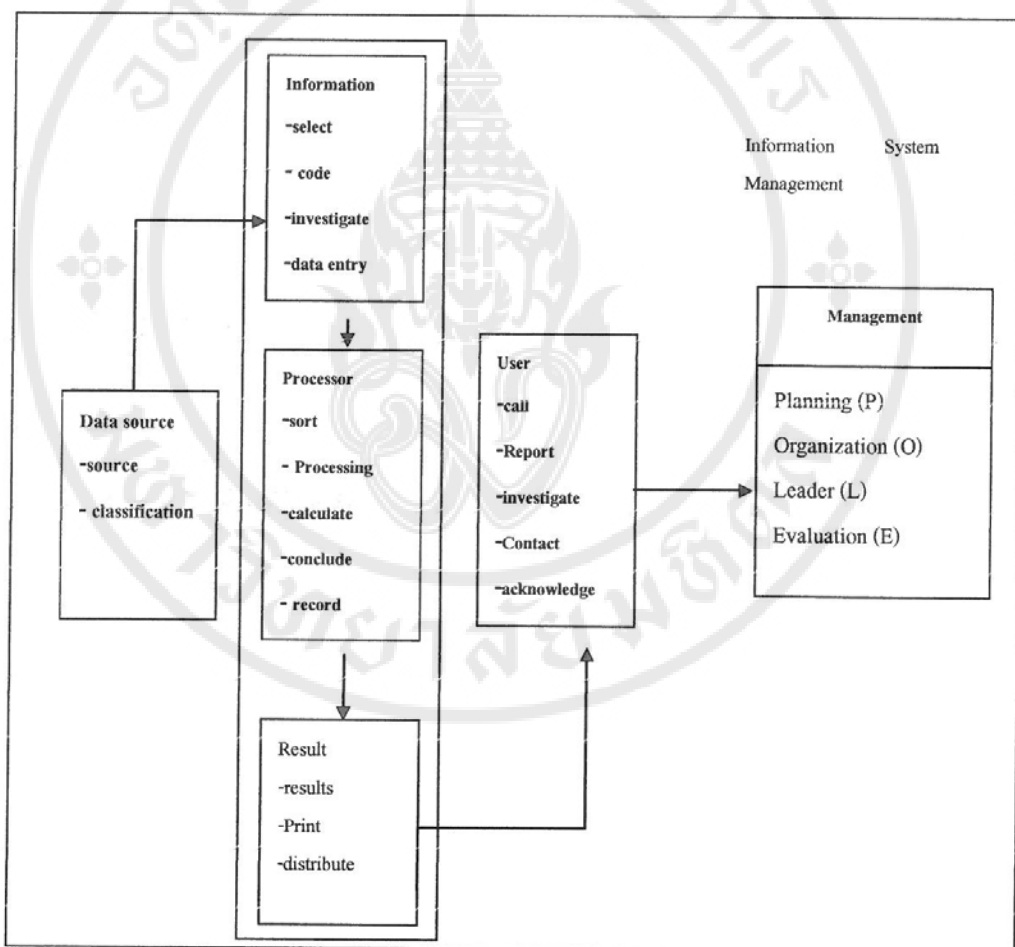 Information
-select
- code
-investigate
-data entry
Information System
Management
Data source
-source
- classification
Processor
-sort
- Processing
-calculate
-conclude
- record
User
-call
-Report
-investigate
-Contact
-acknowledge
Management
Planning (P)
Organization (O)
Leader (L)
Evaluation (E)
Result
-results
-Print
-distribute